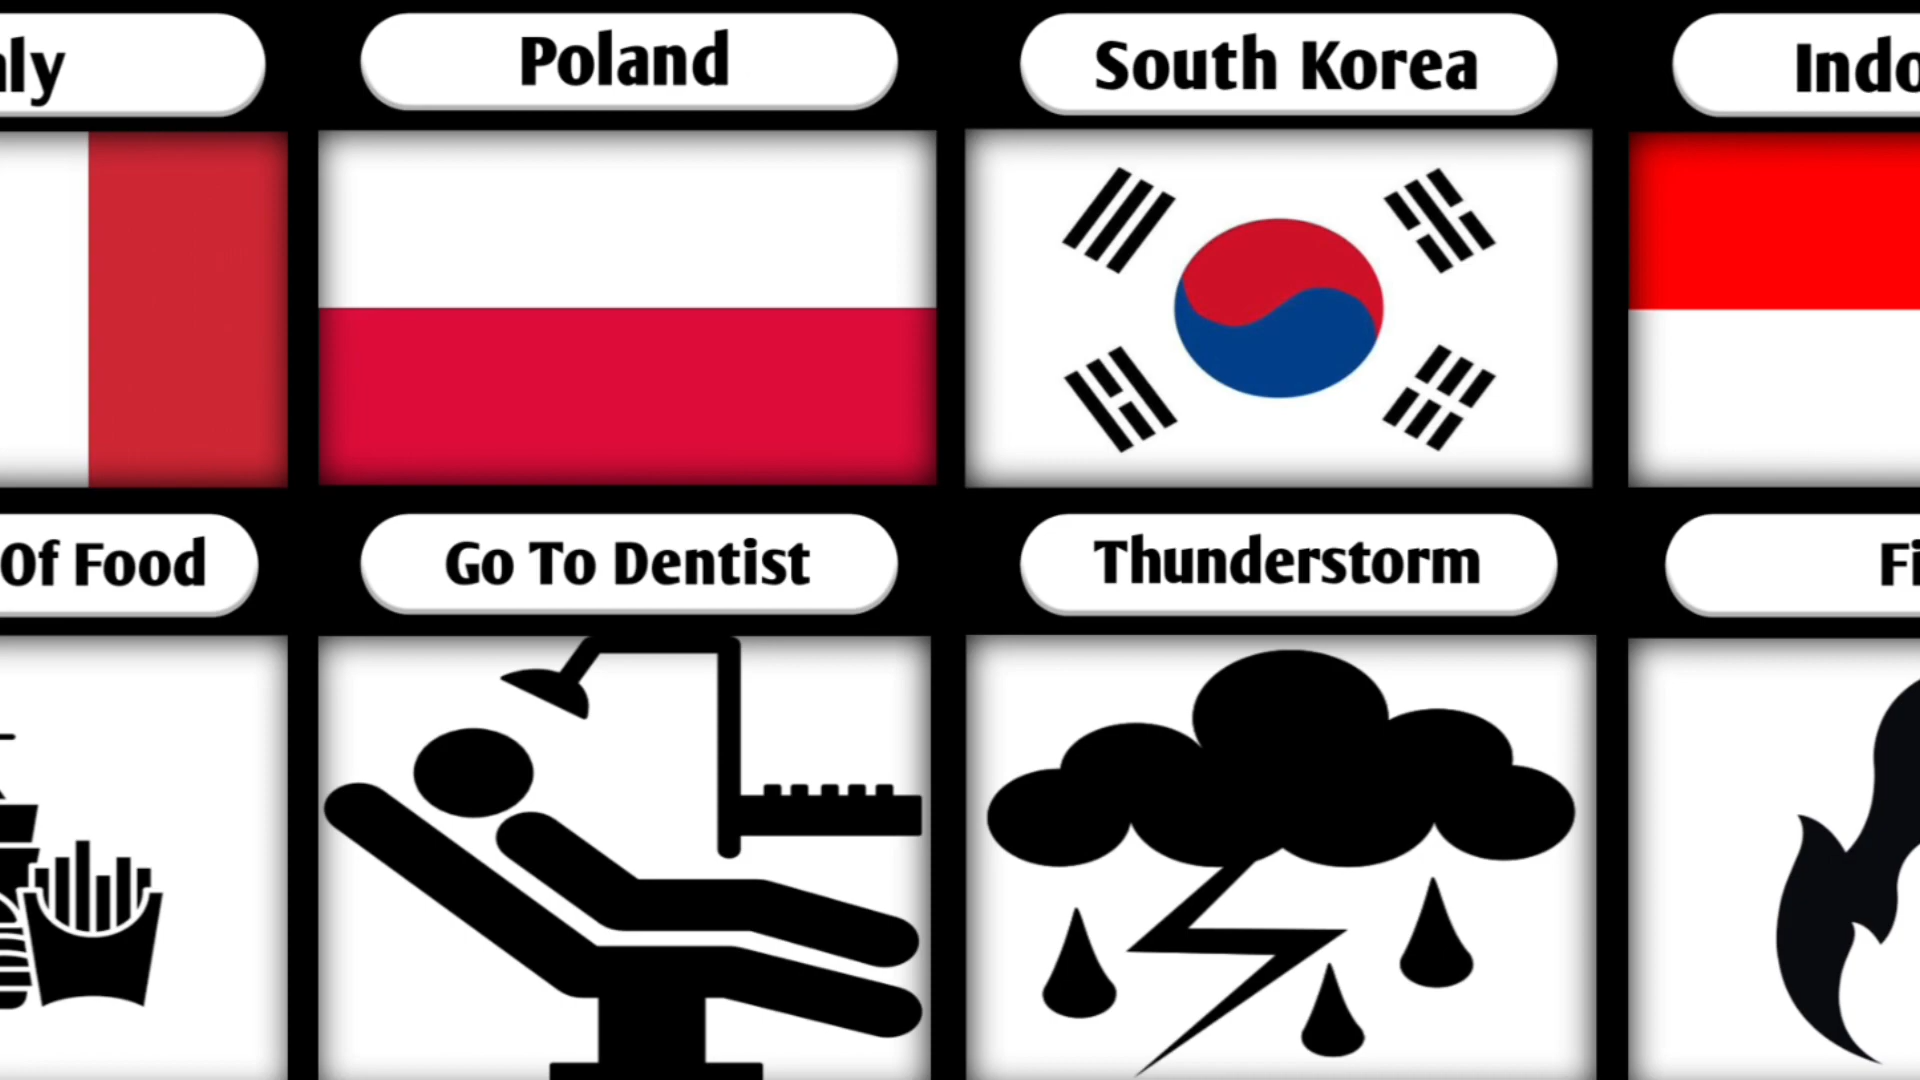 Poland
South Korea
Of Food
Go To Dentist
Thunderstorm